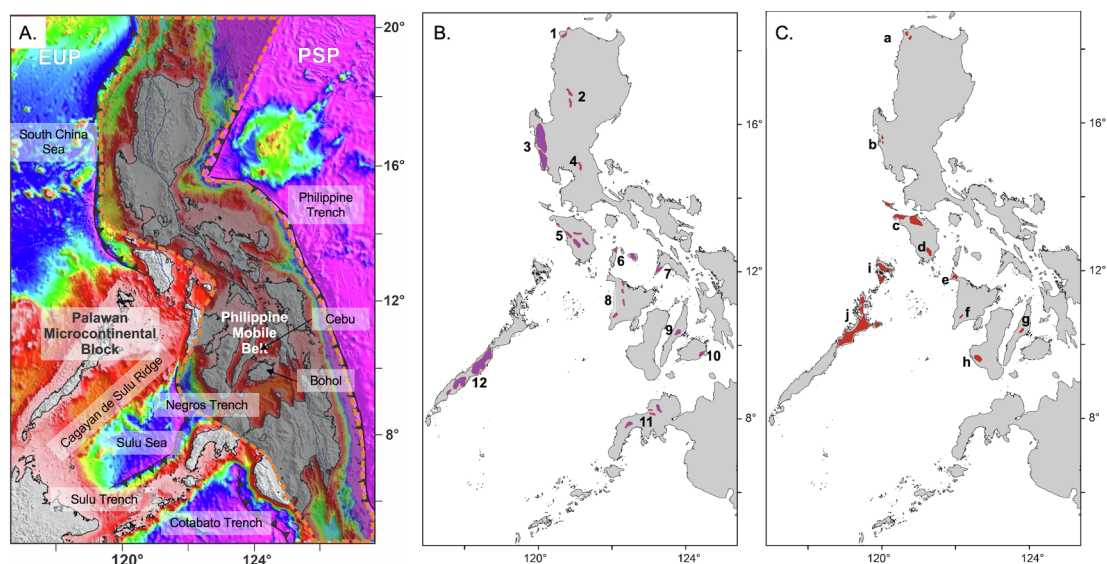 A.
EUP
PSP
20°
South China
Sea
16°
Philippine
Trench
12°
Palawan
Microcontinental
Block
Philippine
Mobile
Belt
Cebu
Cagayan de Sulu Ridge
Bohol
Negros Trench
Sulu Sea
8°
Sulu Trench
Cotabato Trench
120°
124°
B.
1
2
16°
3
4
5
6
7
12°
8
9
10
12
11
8°
120°
124°
C.
a
16°
b
c
d
i
12°
e
j
f
g
h
8°
120°
124°